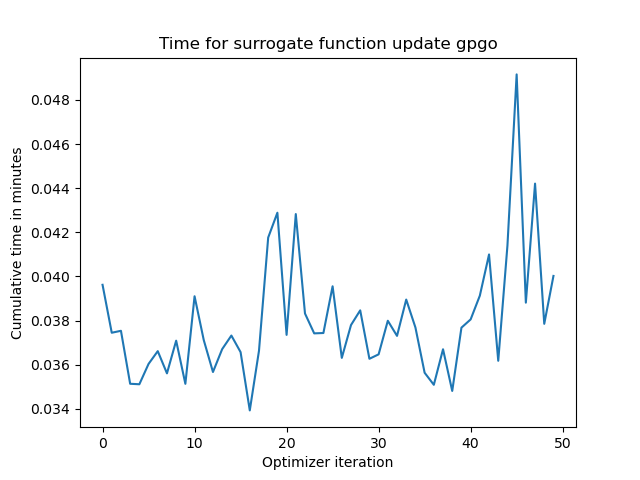 Time for surrogate function update gpgo
Cumulative time in minutes
0.048
0.046
0.044
0.042
0.040
0.038
0.036
0.034
0 10 20 30 40 50
Optimizer iteration